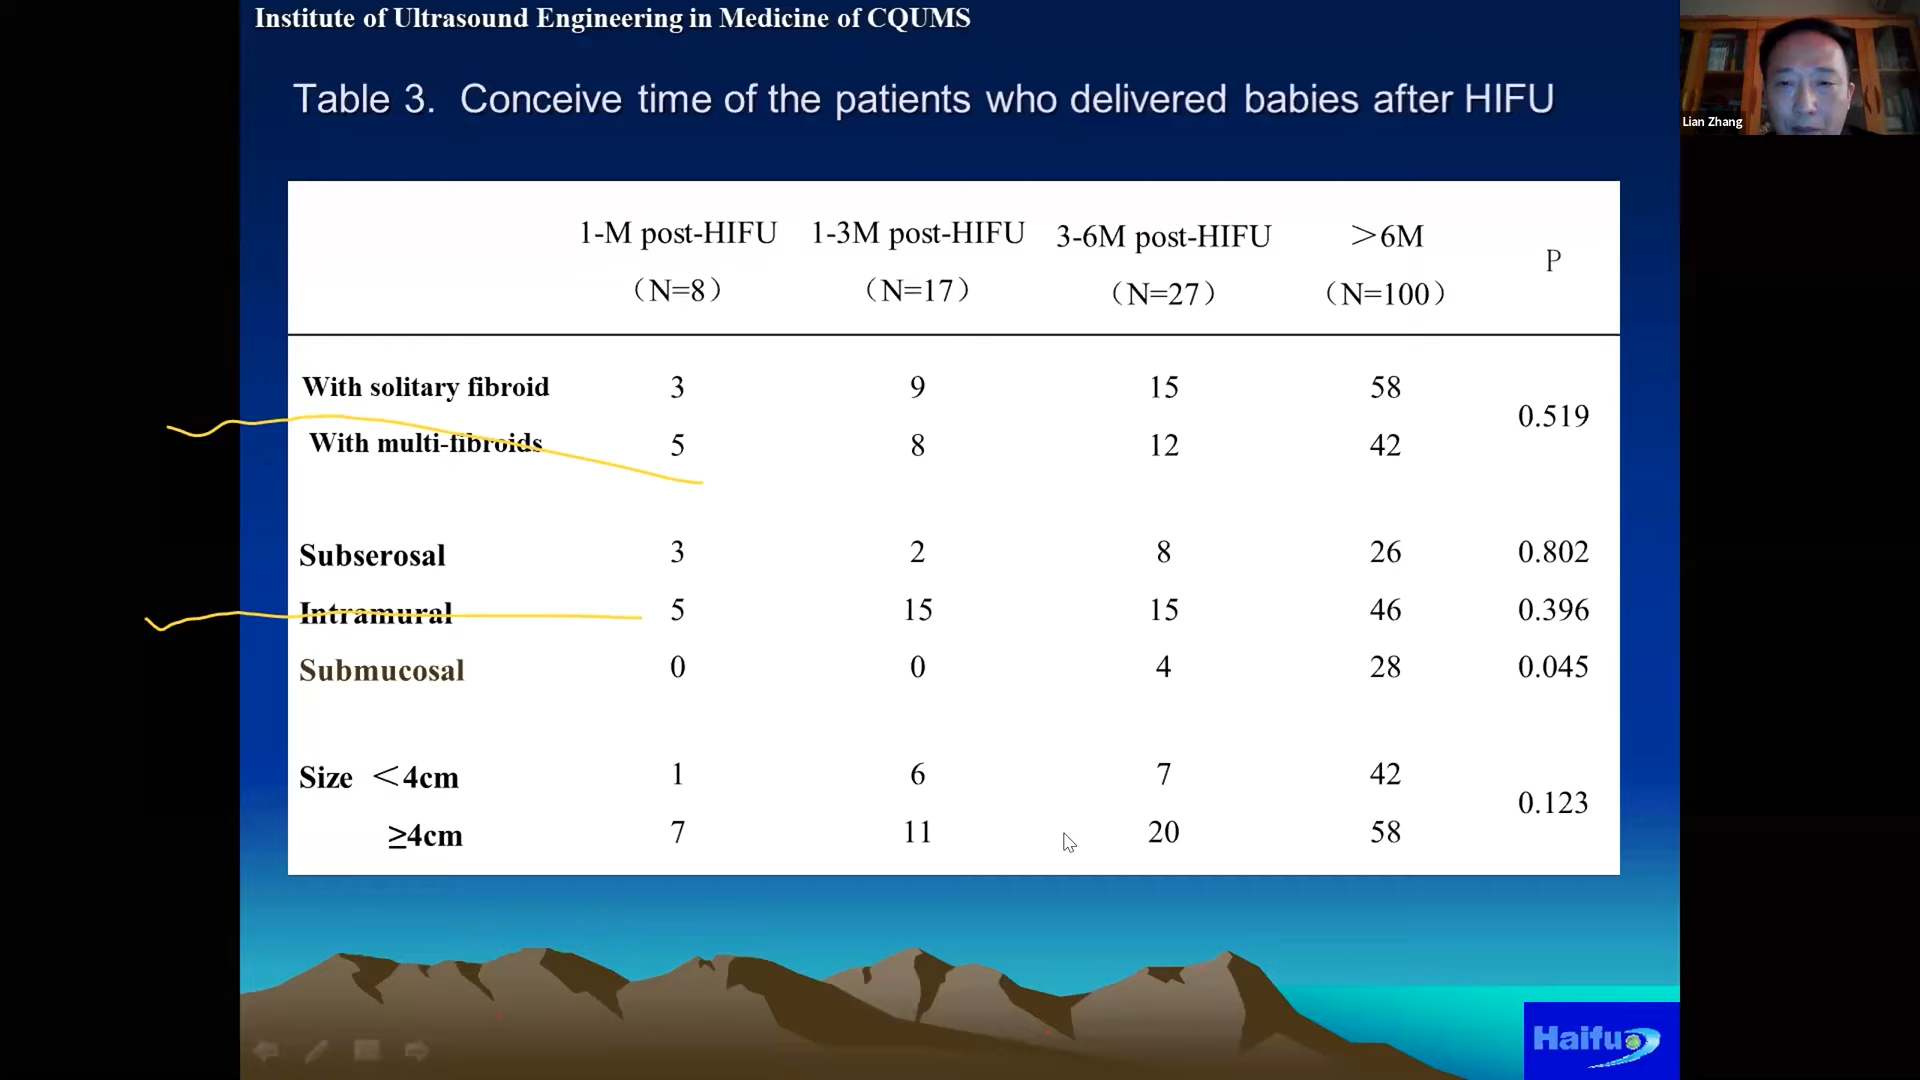 Institute of Ultrasound Engineering in Medicine of CQUMS
Lian Zhang
Table 3. Conceive time of the patients who delivered babies after HIFU
1-M post-HIFU 1-3M post-HIFU 3-6M post-HIFU ＞6M P
（N=8） （N=17） （N=27） （N=100）
With solitary fibroid 3 9 15 58 0.519
With multi-fibroids 5 8 12 42
Subserosal 3 2 8 26 0.802
Intramural 5 15 15 46 0.396
Submucosal 0 0 4 28 0.045
Size ＜4cm 1 6 7 42 0.123
≥4cm 7 11 20 58
Haifu